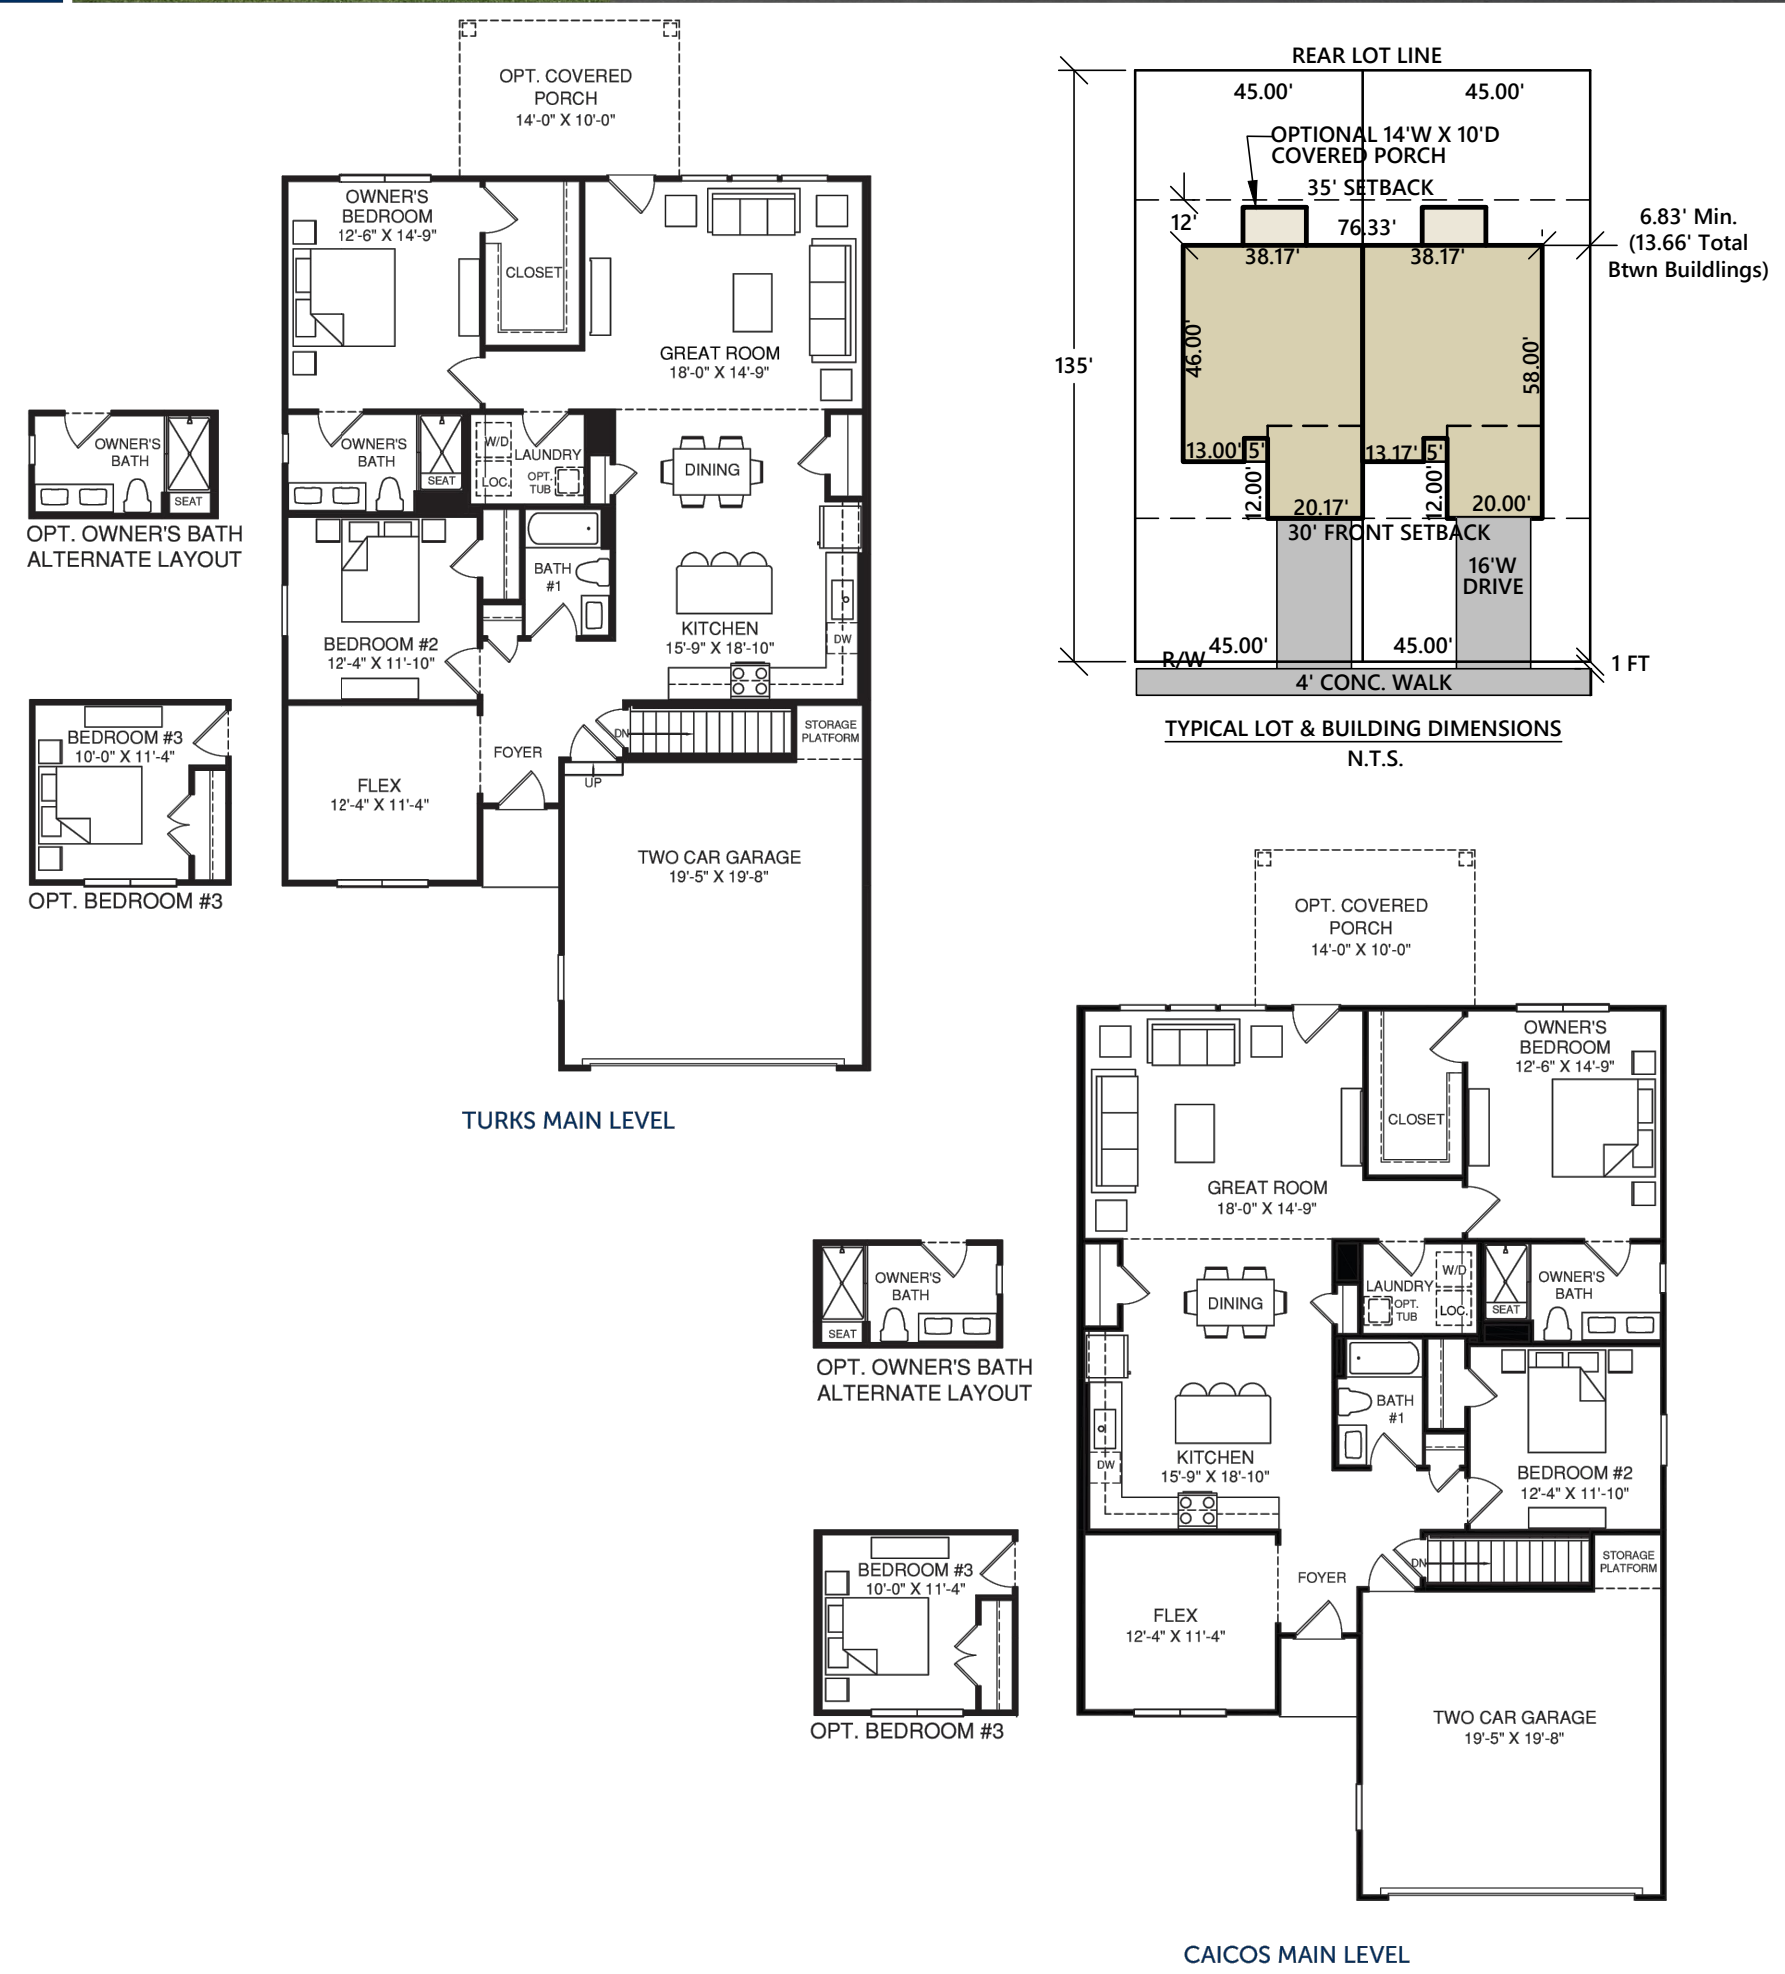 OPT. COVERED
PORCH
14'-0" X 10'-0"
OWNER'S
BEDROOM
12'-6" X 14'-9"
CLOSET
GREAT ROOM
18'-0" X 14'-9"
OWNER'S
BATH
SEAT
W/D
LOC.
LAUNDRY
OPT.
TUB
DINING
OWNER'S
BATH
SEAT
OPT. OWNER'S BATH
ALTERNATE LAYOUT
BATH
#1
BEDROOM #2
12'-4" X 11'-10"
KITCHEN
15'-9" X 18'-10"
DW
DN
STORAGE
PLATFORM
FOYER
UP
FLEX
12'-4" X 11'-4"
BEDROOM #3
10'-0" X 11'-4"
OPT. BEDROOM #3
TWO CAR GARAGE
19'-5" X 19'-8"
TURKS MAIN LEVEL
REAR LOT LINE
45.00'
45.00'
OPTIONAL 14'W X 10'D
COVERED PORCH
35' SETBACK
12'
76.33'
38.17'
38.17'
6.83' Min.
(13.66' Total
Btwn Buildlings)
135'
46.00'
58.00'
13.00'
5'
13.17'
5'
12.00'
12.00'
20.17'
20.00'
30' FRONT SETBACK
16'W
DRIVE
R/W
45.00'
45.00'
1 FT
4' CONC. WALK
TYPICAL LOT & BUILDING DIMENSIONS
N.T.S.
OPT. COVERED
PORCH
14'-0" X 10'-0"
OWNER'S
BEDROOM
12'-6" X 14'-9"
CLOSET
GREAT ROOM
18'-0" X 14'-9"
LAUNDRY
OPT.
TUB
W/D
LOC.
SEAT
OWNER'S
BATH
DINING
OWNER'S
BATH
SEAT
OPT. OWNER'S BATH
ALTERNATE LAYOUT
BATH
#1
KITCHEN
15'-9" X 18'-10"
DW
BEDROOM #2
12'-4" X 11'-10"
DN
STORAGE
PLATFORM
FOYER
FLEX
12'-4" X 11'-4"
BEDROOM #3
10'-0" X 11'-4"
OPT. BEDROOM #3
TWO CAR GARAGE
19'-5" X 19'-8"
CAICOS MAIN LEVEL